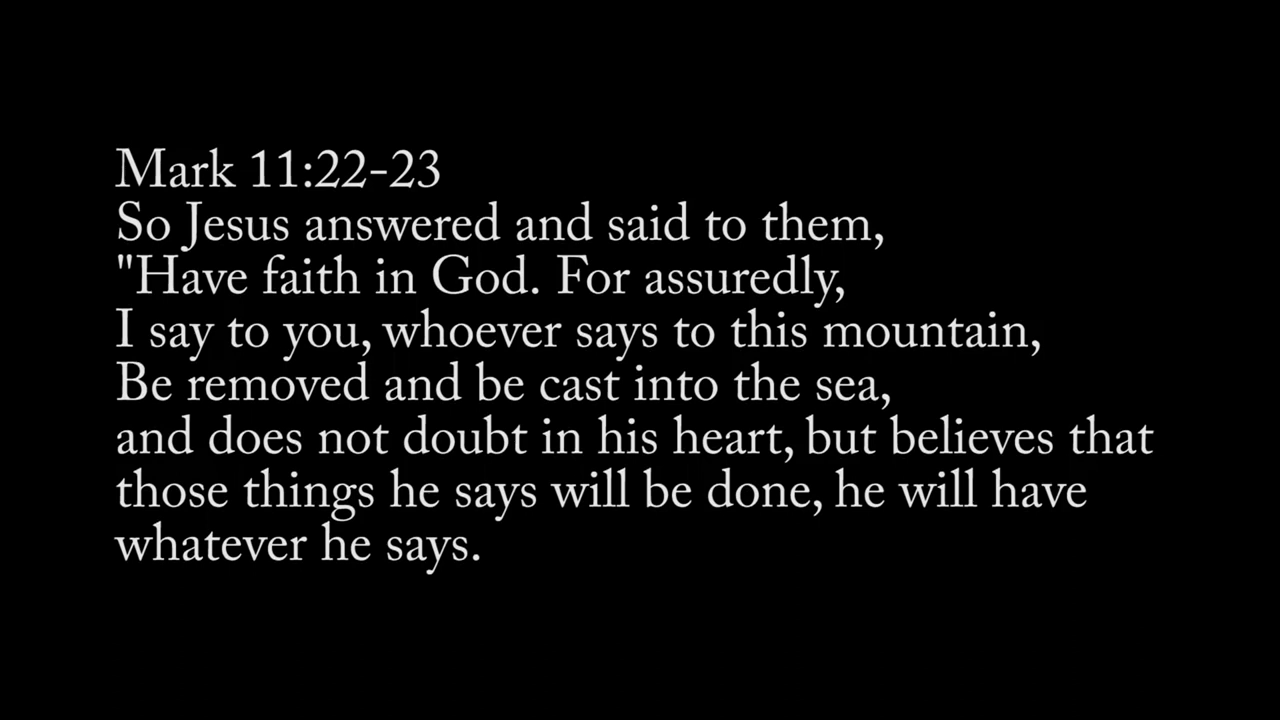 Mark 11:22-23
So Jesus answered and said to them,
"Have faith in God. For assuredly,
I say to you, whoever says to this mountain,
Be removed and be cast into the sea,
and does not doubt in his heart, but believes that
those things he says will be done, he will have
whatever he says.